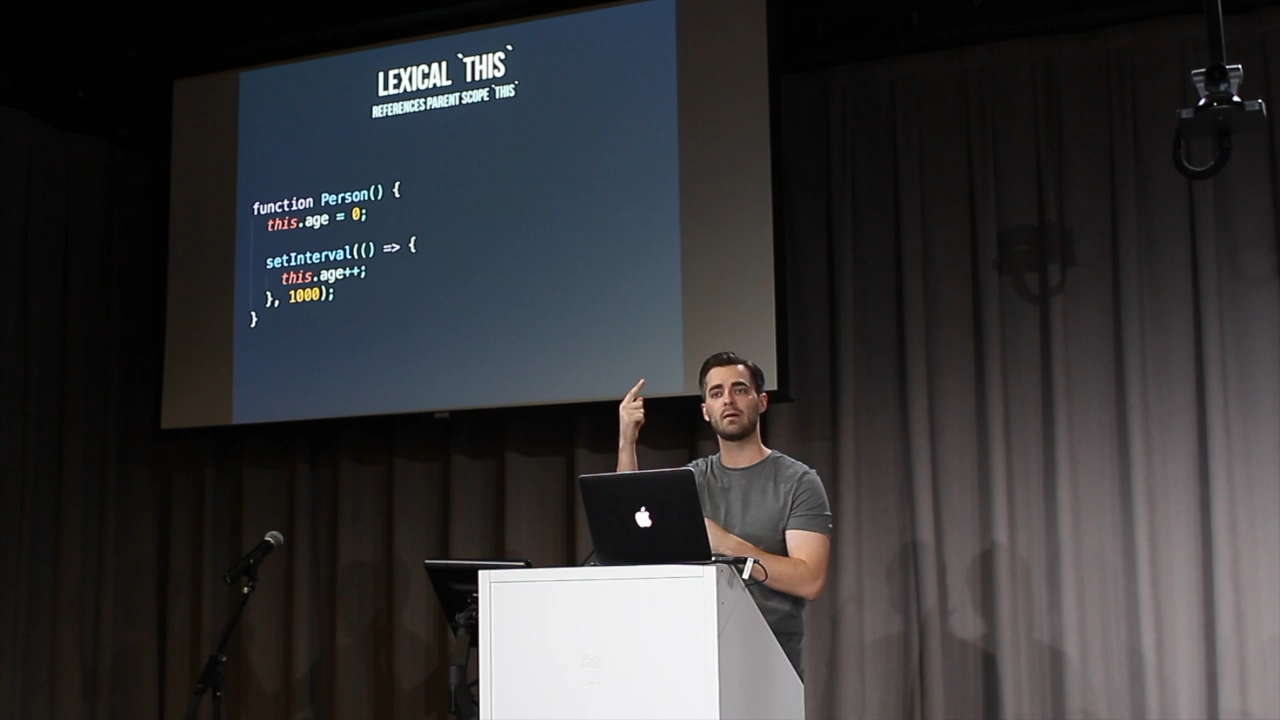 LEXICAL `THIS`
REFERENCES PARENT SCOPE `THIS`
function Person() {
this.age = 0;
setInterval(() => {
this.age++;
}, 1000);
}